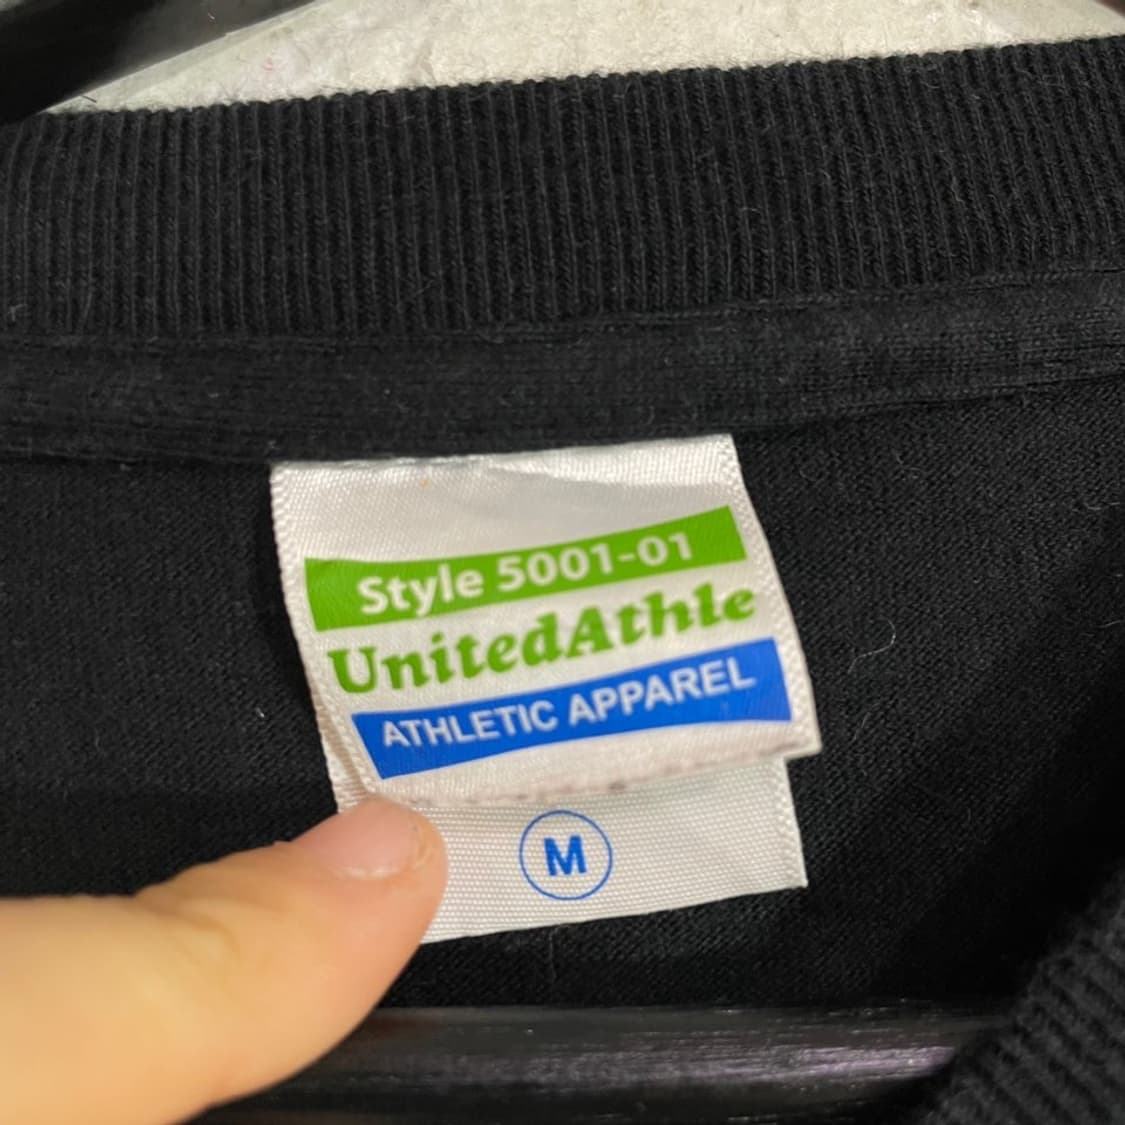 Style 5001-01
UnitedAthle
ATHLETIC APPAREL
M